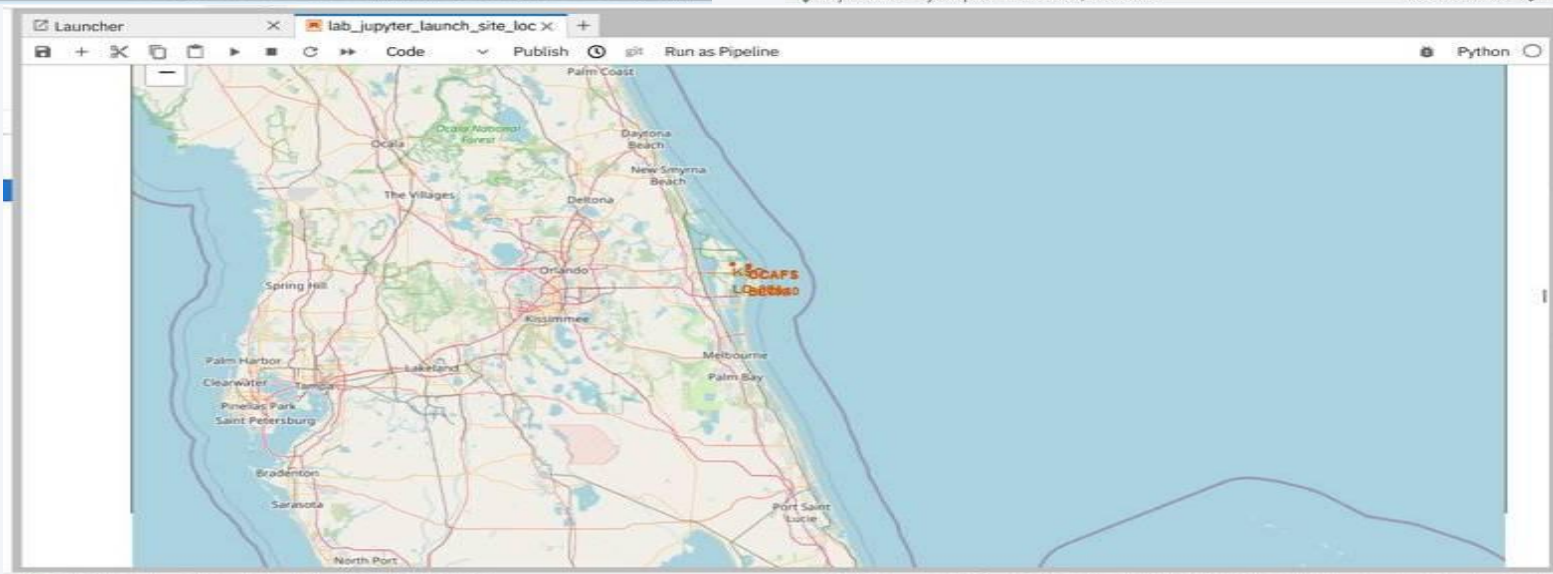 Launcher
lab_jupyter_launch_site_loc
Code
Publish
git
Run as Pipeline
Python
Palm Coast
Ocala National
Forest
Daytona
Beach
Ocala
New Smyrna
Beach
The Villages
Deltona
Orlando
CCAFS
Spring Hill
Kissimmee
Melbourne
Palm Harbor
Lakeland
Palm Bay
Clearwater
Tampa
Pinellas Park
Saint Petersburg
Bradenton
Sarasota
Port Saint
Lucie
North Port